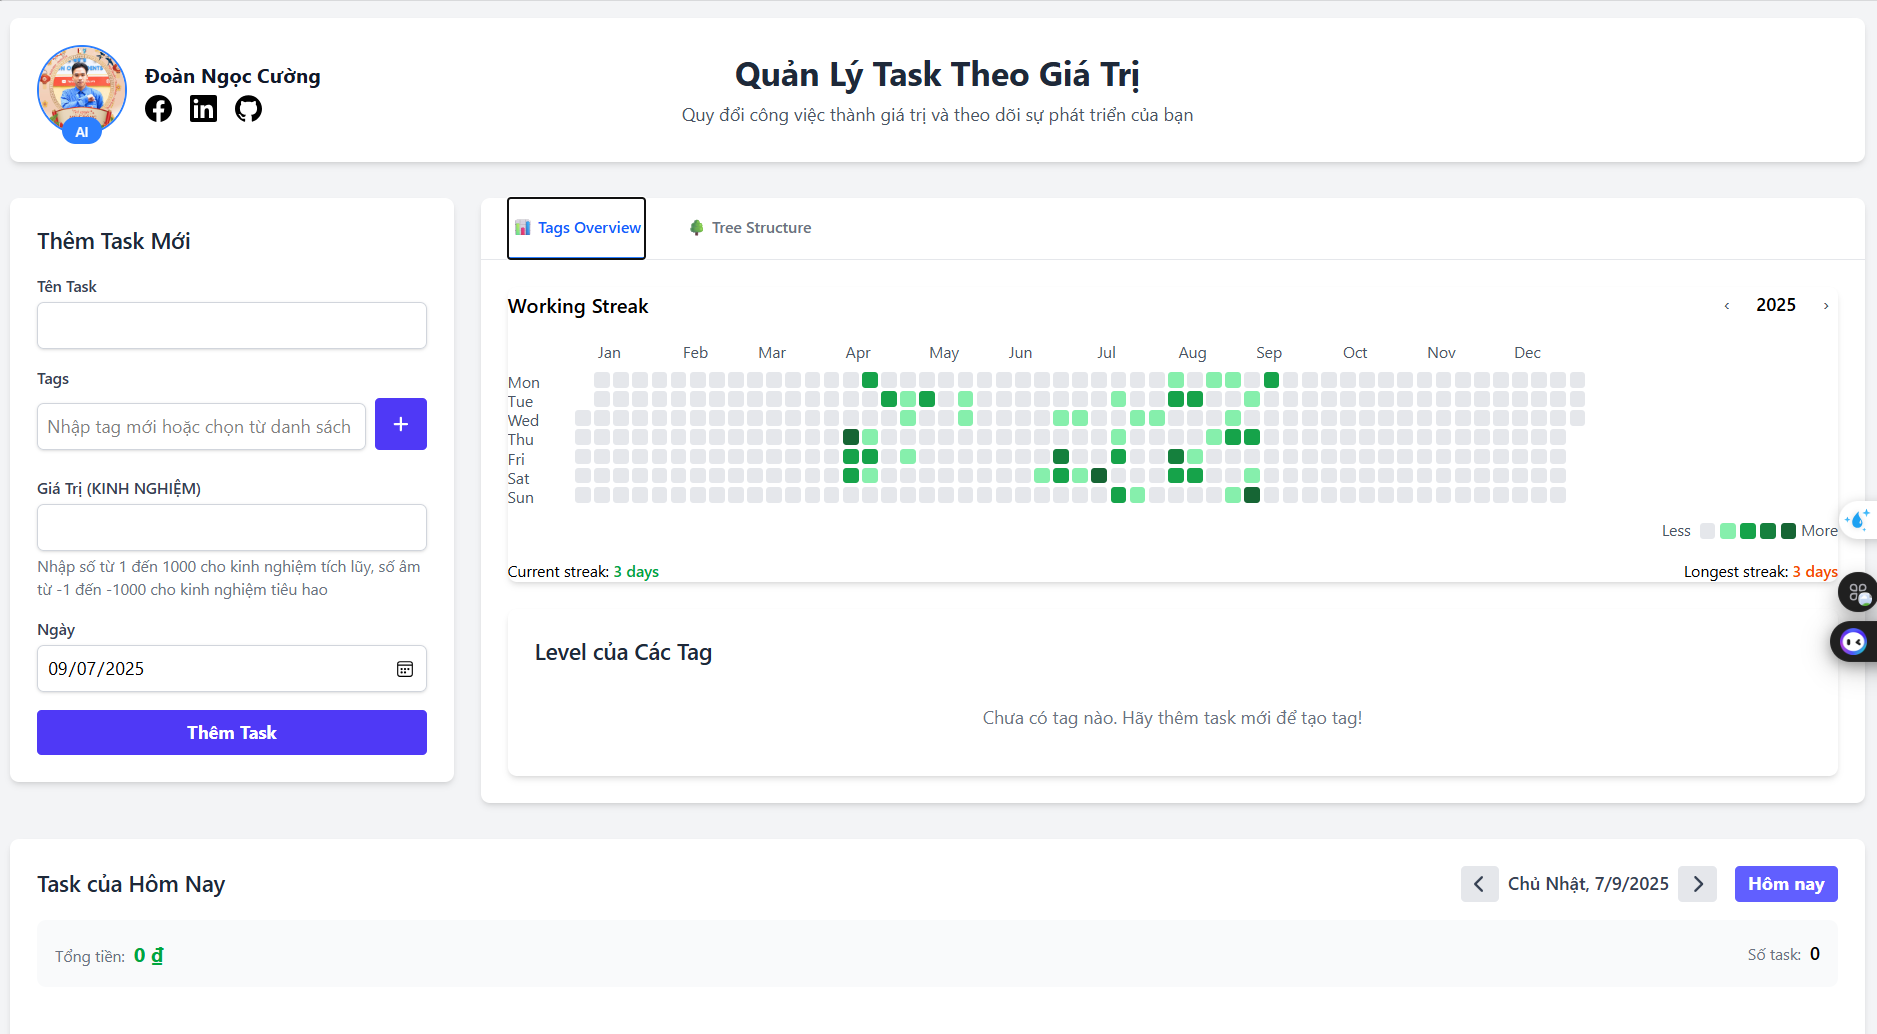 Đoàn Ngọc Cường
AI
Quản Lý Task Theo Giá Trị
Quy đổi công việc thành giá trị và theo dõi sự phát triển của bạn
Thêm Task Mới
Tên Task
Tags
Nhập tag mới hoặc chọn từ danh sách
+
Giá Trị (KINH NGHIỆM)
Nhập số từ 1 đến 1000 cho kinh nghiệm tích lũy, số âm
từ -1 đến -1000 cho kinh nghiệm tiêu hao
Ngày
09/07/2025
Thêm Task
Tags Overview
Tree Structure
Working Streak
‹ 2025 ›
Jan Feb Mar Apr May Jun Jul Aug Sep Oct Nov Dec
Mon
Tue
Wed
Thu
Fri
Sat
Sun
Less More
Current streak: 3 days
Longest streak: 3 days
Level của Các Tag
Chưa có tag nào. Hãy thêm task mới để tạo tag!
Task của Hôm Nay
Chủ Nhật, 7/9/2025
Hôm nay
Tổng tiền: 0 ₫
Số task: 0